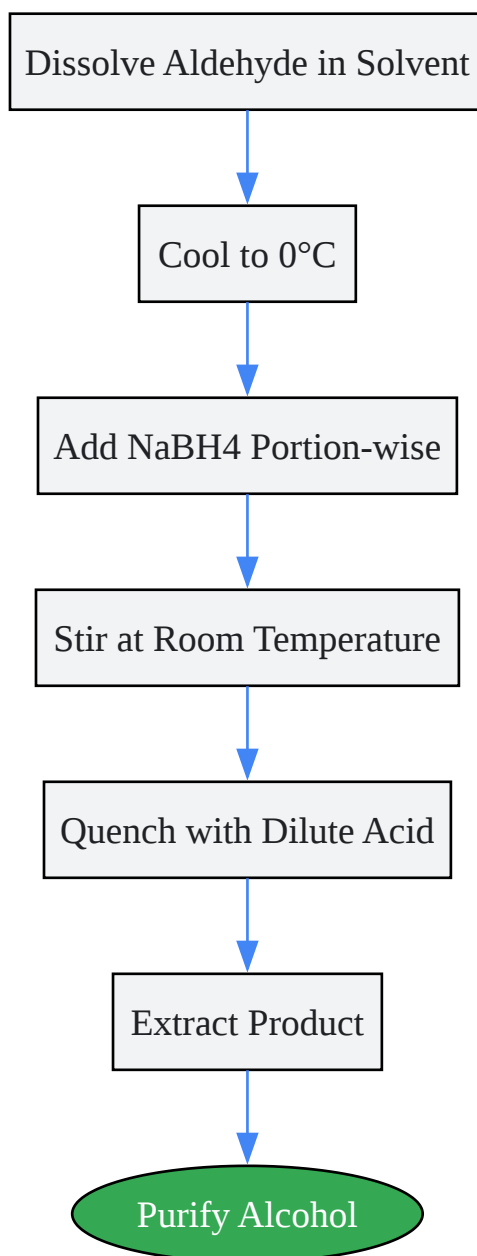 Dissolve Aldehyde in Solvent
Cool to 0°C
Add NaBH4 Portion-wise
Stir at Room Temperature
Quench with Dilute Acid
Extract Product
Purify Alcohol